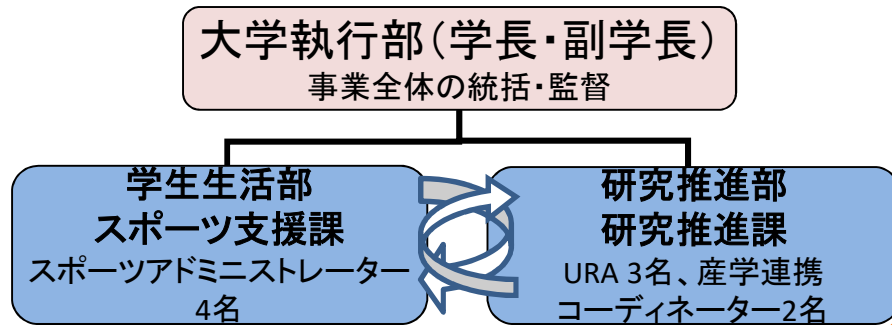 大学執行部（学長・副学長）
事業全体の統括・監督
学生生活部
スポーツ支援課
スポーツアドミニストレーター
4名
研究推進部
研究推進課
URA 3名、産学連携
コーディネーター2名